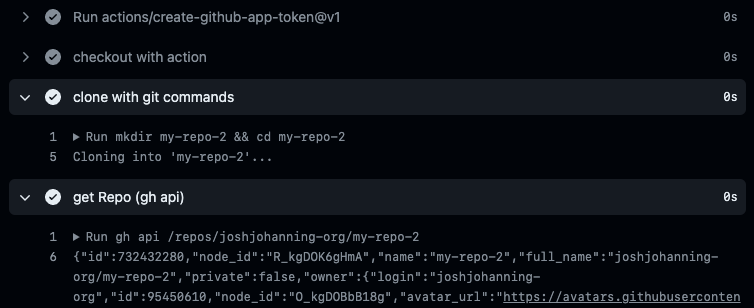 Run actions/create-github-app-token@v1 0s
checkout with action 0s
clone with git commands 0s
1 Run mkdir my-repo-2 && cd my-repo-2
5 Cloning into 'my-repo-2'...
get Repo (gh api) 0s
1 Run gh api /repos/joshjohanning-org/my-repo-2
6 {"id":732432280,"node_id":"R_kgDOK6gHmA","name":"my-repo-2","full_name":"joshjohanning-
org/my-repo-2","private":false,"owner":{"login":"joshjohanning-
org","id":95450610,"node_id":"O_kgDOBbB18g","avatar_url":"https://avatars.githubuserconten